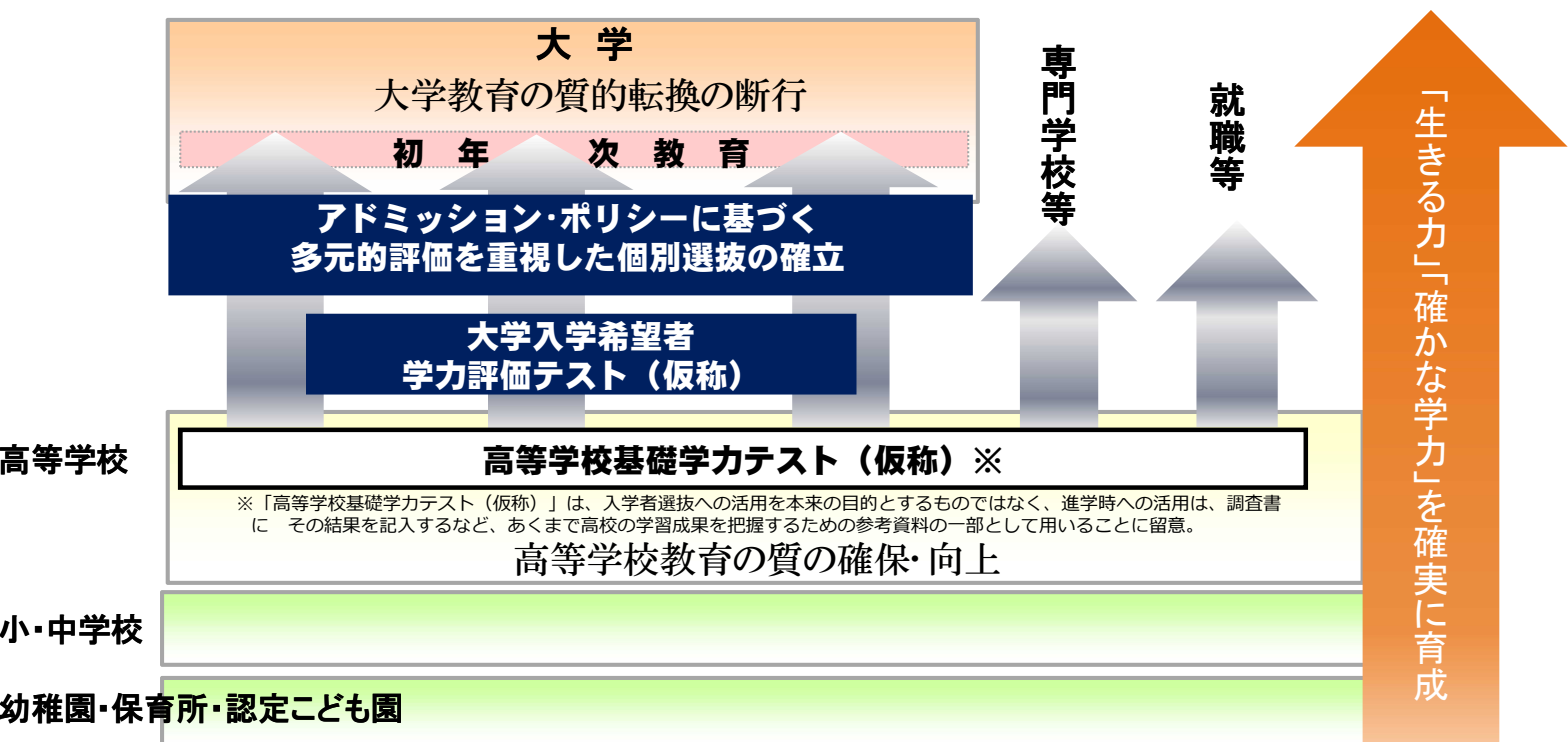 大 学
大学教育の質的転換の断行
初 年 次 教 育
アドミッション・ポリシーに基づく
多元的評価を重視した個別選抜の確立
大学入学希望者
学力評価テスト（仮称）
専門学校等
就職等
「生きる力」「確かな学力」を確実に育成
高等学校
高等学校基礎学力テスト（仮称）※
※「高等学校基礎学力テスト（仮称）」は、入学者選抜への活用を本来の目的とするものではなく、進学時への活用は、調査書
に　その結果を記入するなど、あくまで高校の学習成果を把握するための参考資料の一部として用いることに留意。
高等学校教育の質の確保・向上
小・中学校
幼稚園・保育所・認定こども園